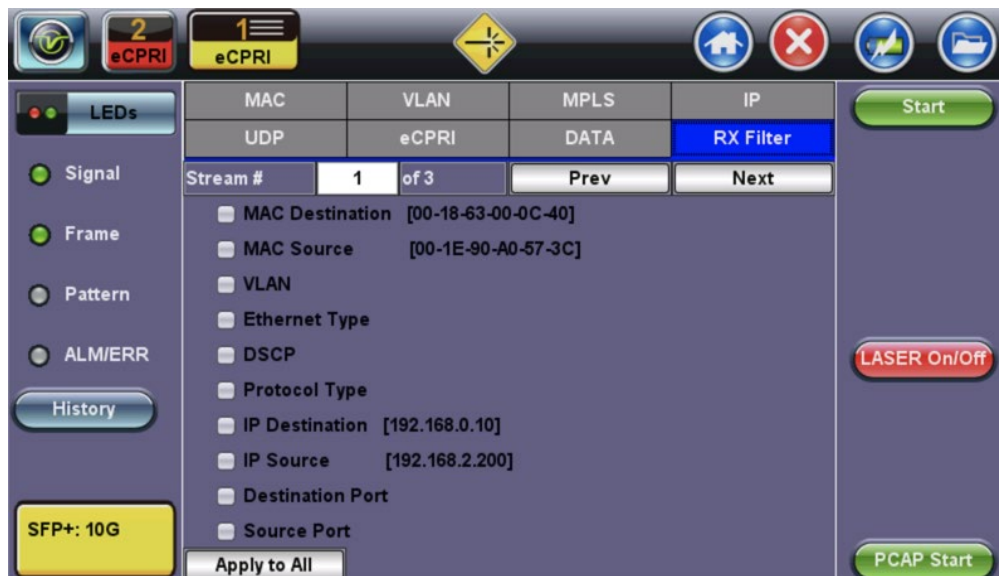 2
eCPRI
1
eCPRI
LEDs
MAC VLAN MPLS IP
Start
UDP eCPRI DATA RX Filter
Signal
Stream # 1 of 3 Prev Next
MAC Destination [00-18-63-00-0C-40]
Frame
MAC Source [00-1E-90-A0-57-3C]
VLAN
Pattern
Ethernet Type
ALM/ERR
DSCP
LASER On/Off
Protocol Type
History
IP Destination [192.168.0.10]
IP Source [192.168.2.200]
Destination Port
SFP+: 10G
Source Port
Apply to All
PCAP Start